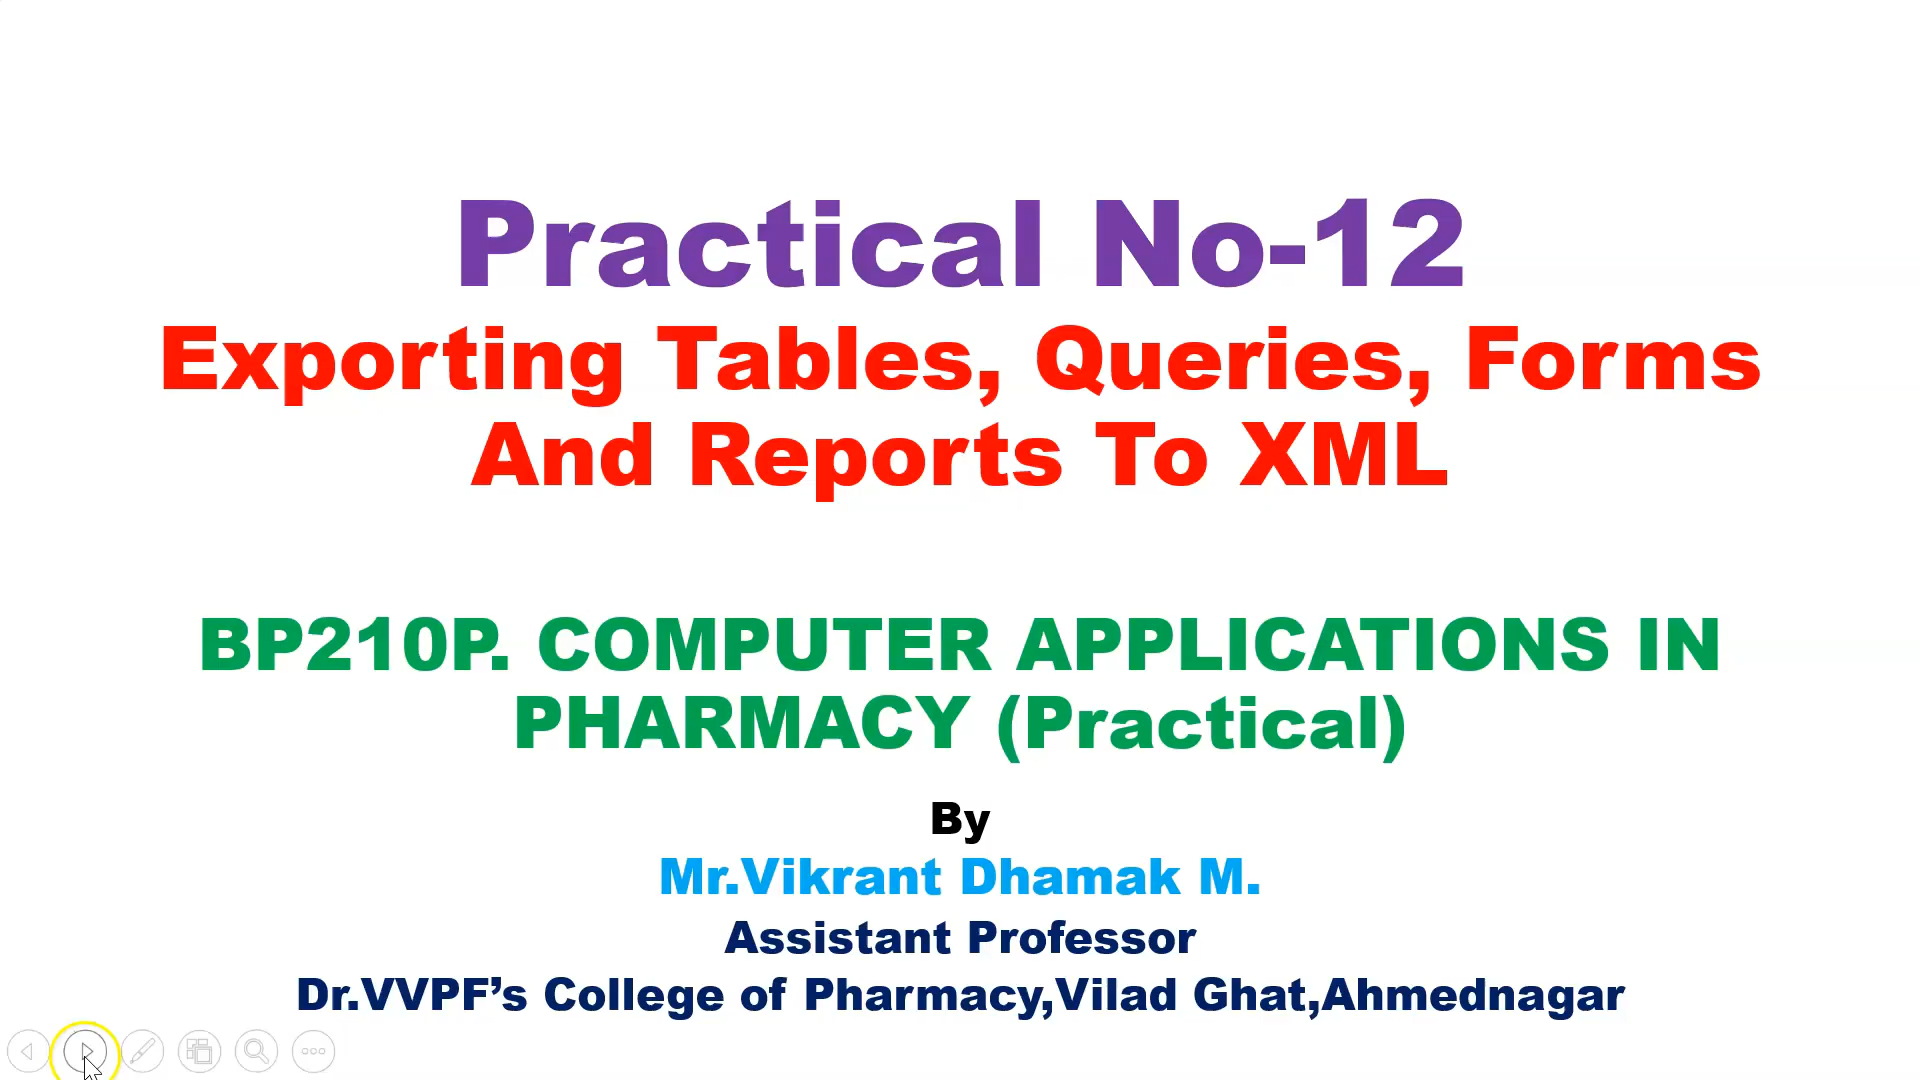 Practical No-12
Exporting Tables, Queries, Forms
And Reports To XML
BP210P. COMPUTER APPLICATIONS IN
PHARMACY (Practical)
By
Mr.Vikrant Dhamak M.
Assistant Professor
Dr.VVPF’s College of Pharmacy,Vilad Ghat,Ahmednagar